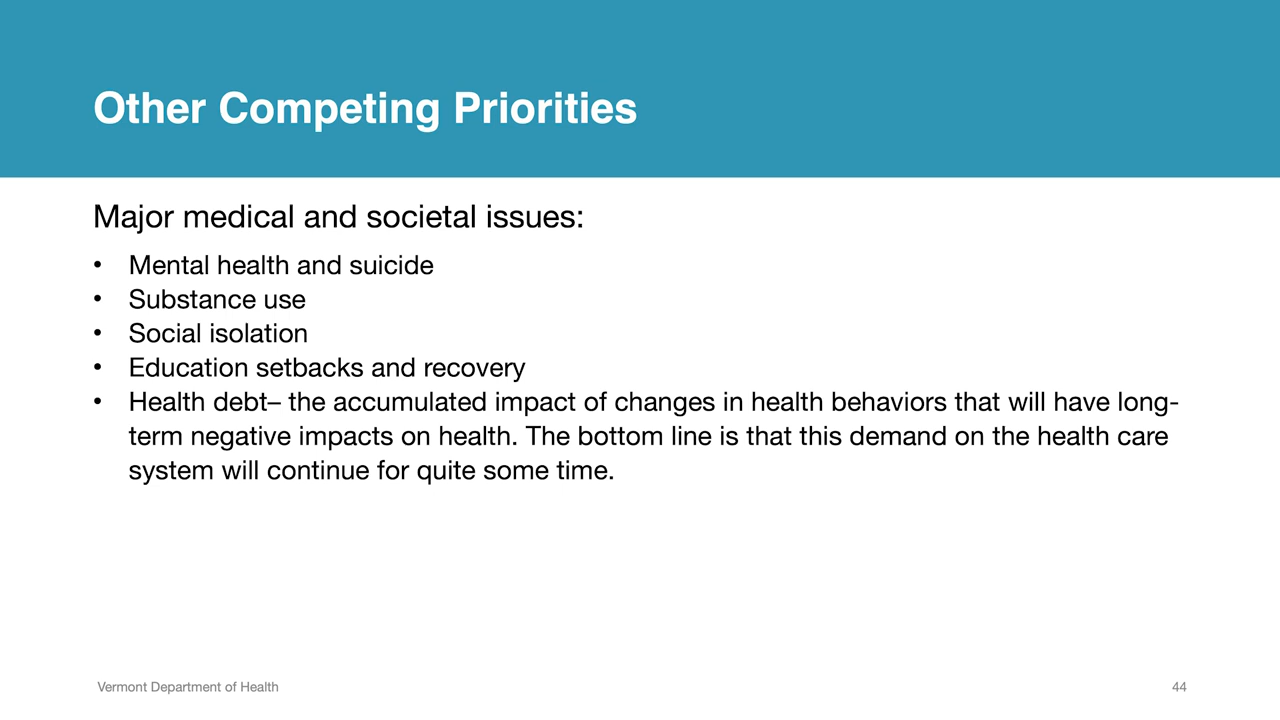 Other Competing Priorities
Major medical and societal issues:
• Mental health and suicide
• Substance use
• Social isolation
• Education setbacks and recovery
• Health debt– the accumulated impact of changes in health behaviors that will have long-
term negative impacts on health. The bottom line is that this demand on the health care
system will continue for quite some time.
Vermont Department of Health
44